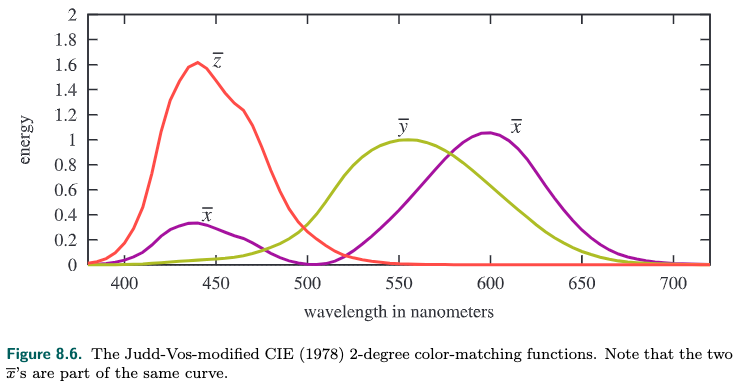 2
1.8
1.6
1.4
1.2
1
0.8
0.6
0.4
0.2
0
energy
z̅
y̅
x̅
x̅
400 450 500 550 600 650 700
wavelength in nanometers
Figure 8.6. The Judd-Vos-modified CIE (1978) 2-degree color-matching functions. Note that the two
x̅'s are part of the same curve.